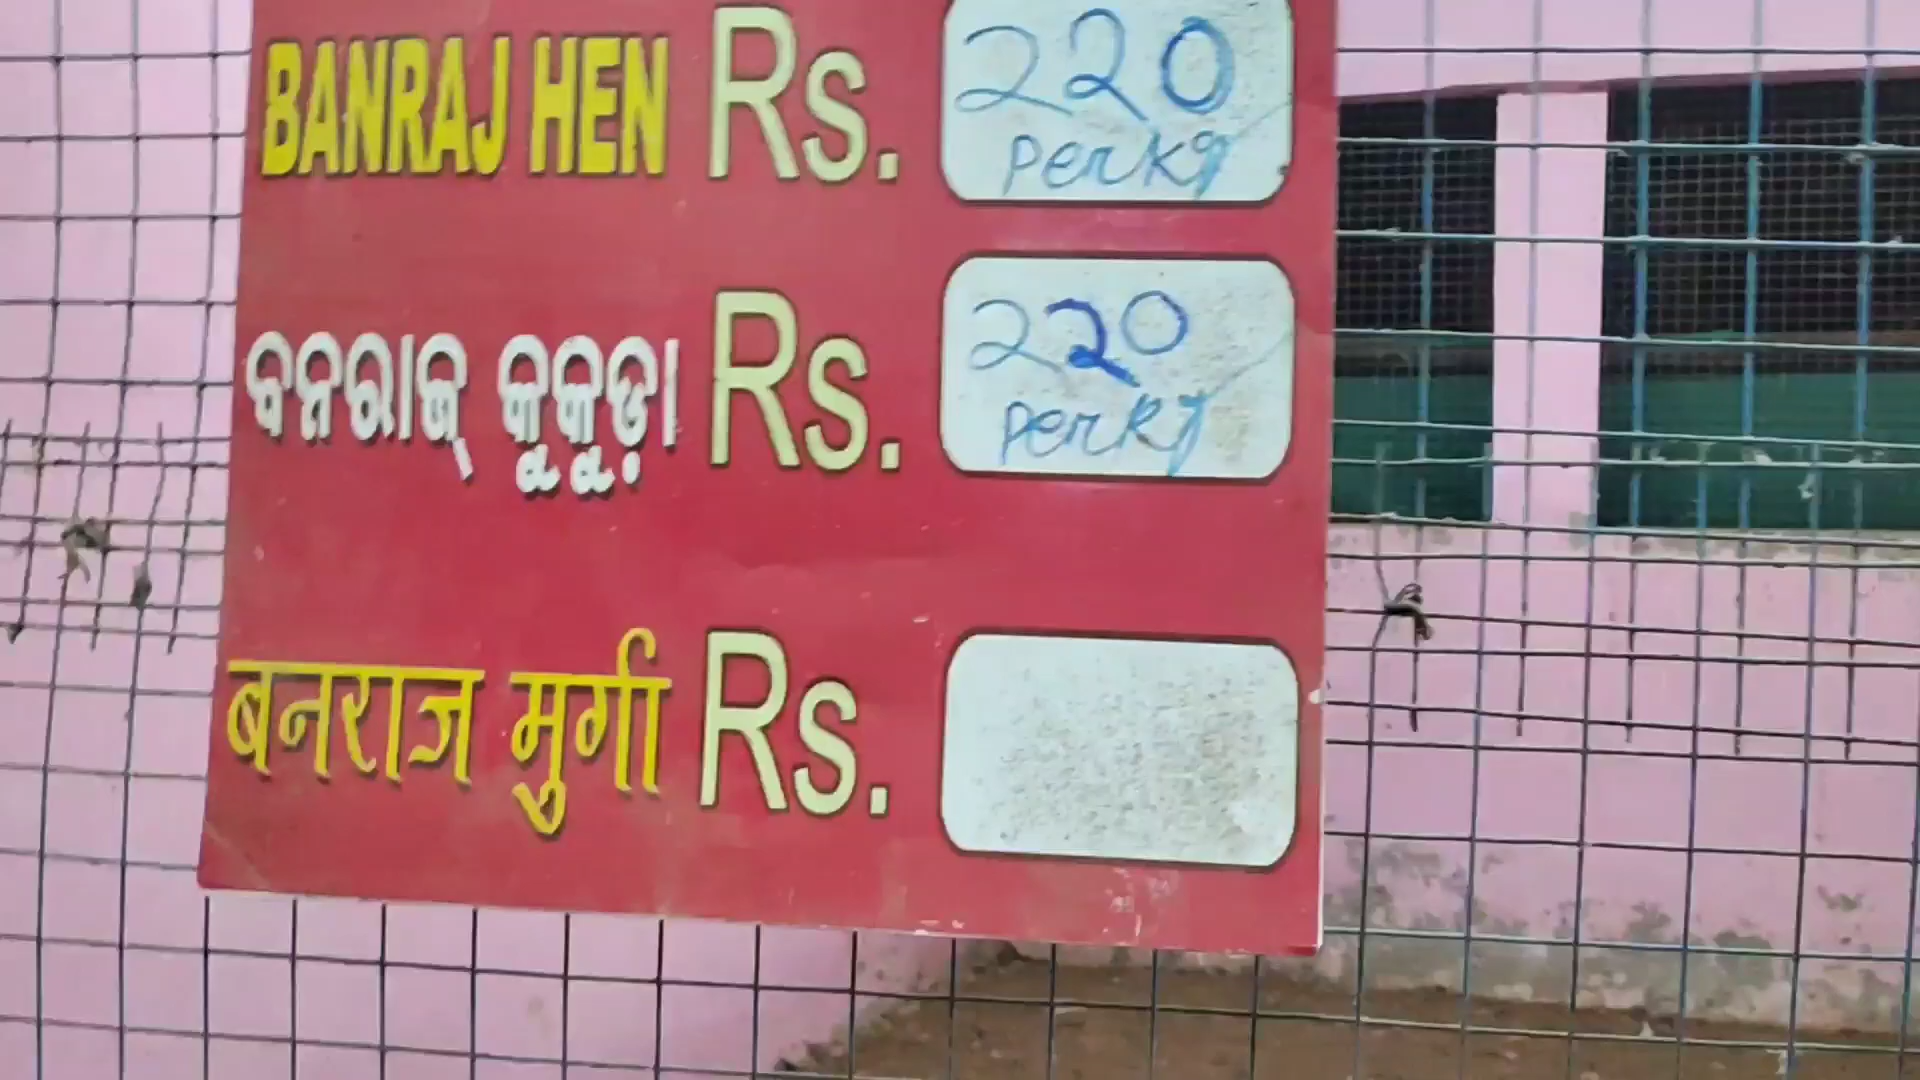 BANRAJ HEN Rs. 220
Per Kg
ବନରାଜ୍ କୁକୁଡ଼ା Rs. 220
Per Kg
बनराज मुर्गी Rs.